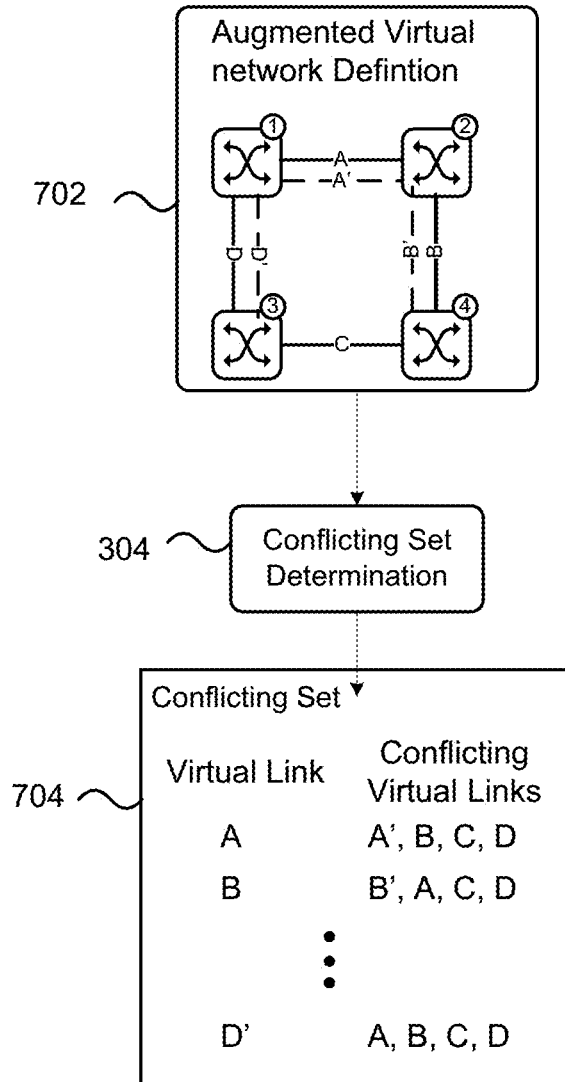 Augmented Virtual
network Defintion
1
2
A
A'
702
D
D'
B'
B
3
4
C
304
Conflicting Set
Determination
Conflicting Set
Virtual Link
Conflicting
Virtual Links
704
A
A', B, C, D
B
B', A, C, D
D'
A, B, C, D